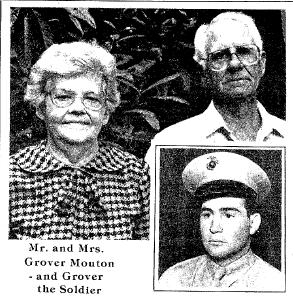 Mr. and Mrs.
Grover Mouton
- and Grover
the Soldier